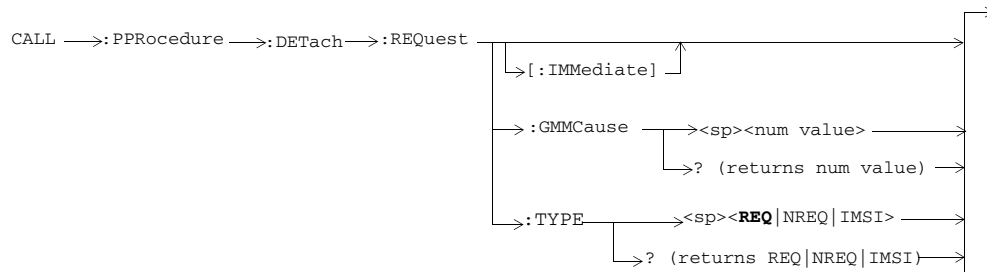 CALL :PPRocedure :DETach :REQuest
[:IMMediate]
:GMMCause <sp><num value>
? (returns num value)
:TYPE <sp><REQ|NREQ|IMSI>
? (returns REQ|NREQ|IMSI)